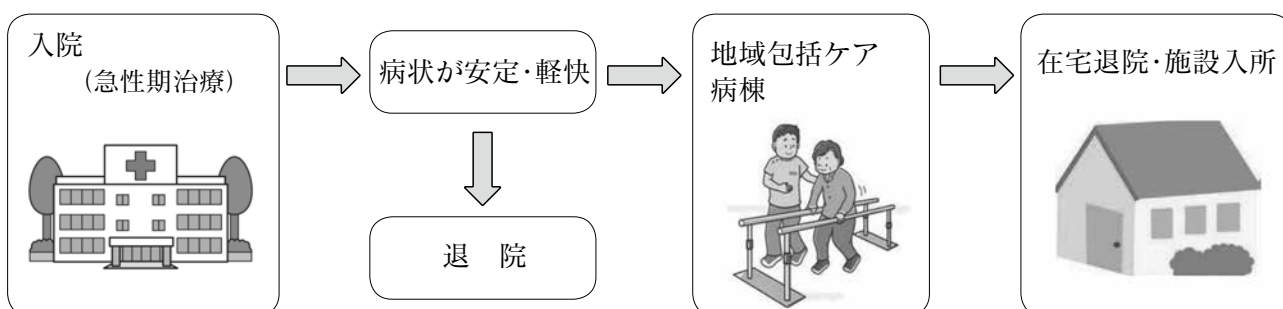 入院
(急性期治療)
病状が安定・軽快
退　院
地域包括ケア
病棟
在宅退院・施設入所